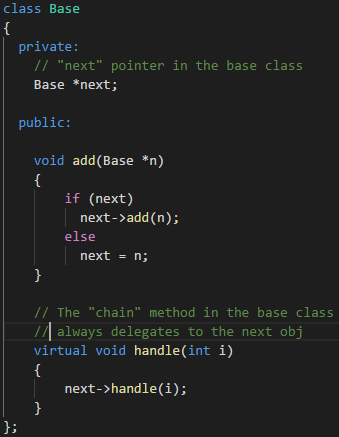 class Base
{
  private:
    // "next" pointer in the base class
    Base *next;

  public:

    void add(Base *n)
    {
        if (next)
          next->add(n);
        else
          next = n;
    }

    // The "chain" method in the base class
    // always delegates to the next obj
    virtual void handle(int i)
    {
        next->handle(i);
    }
};